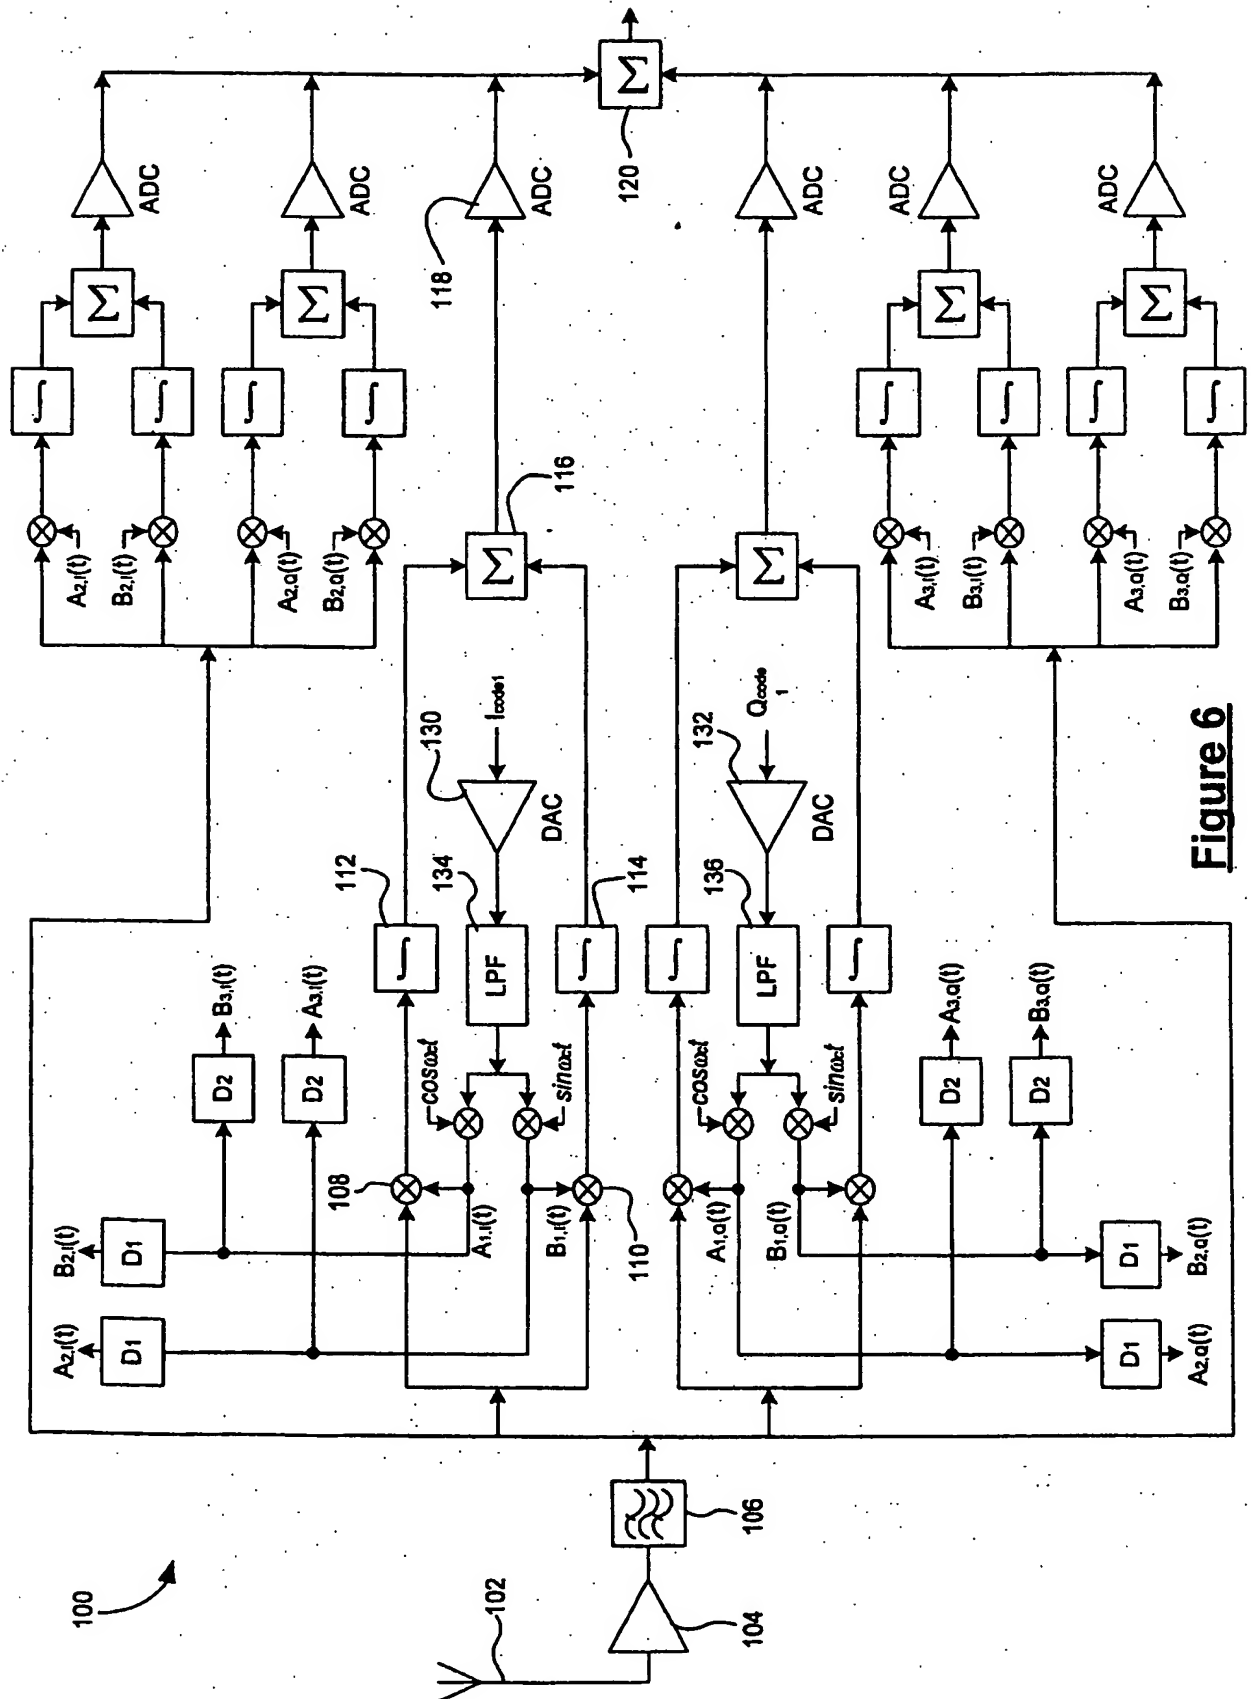 100
102
104
106
A2,I(t)
D1
B2,I(t)
D1
D2
B3,I(t)
D2
A3,I(t)
108
A1,I(t)
B1,I(t)
110
cosωct
sinωct
112
∫
134
LPF
∫
114
130
DAC
Icode1
Σ
116
A1,Q(t)
B1,Q(t)
cosωct
sinωct
∫
136
LPF
∫
132
DAC
Qcode
1
Σ
D2
A3,Q(t)
D2
B3,Q(t)
D1
A2,Q(t)
D1
B2,Q(t)
A2,I(t)
B2,I(t)
A2,Q(t)
B2,Q(t)
∫
∫
∫
∫
Σ
Σ
ADC
ADC
118
ADC
Σ
120
ADC
ADC
ADC
A3,I(t)
B3,I(t)
A3,Q(t)
B3,Q(t)
∫
∫
∫
∫
Σ
Σ
Figure 6